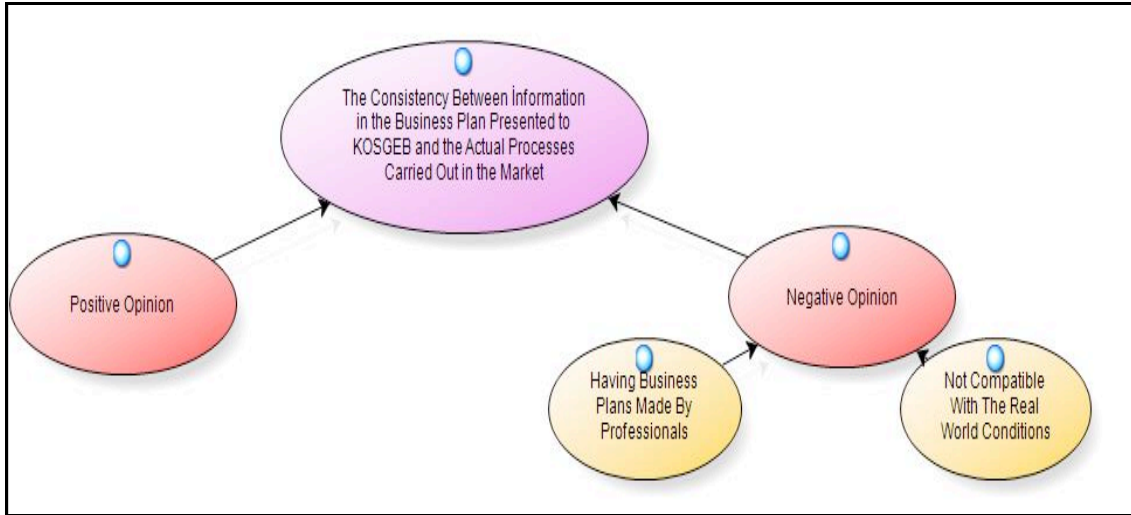 The Consistency Between İnformation
in the Business Plan Presented to
KOSGEB and the Actual Processes
Carried Out in the Market
Positive Opinion
Negative Opinion
Having Business
Plans Made By
Professionals
Not Compatible
With The Real
World Conditions